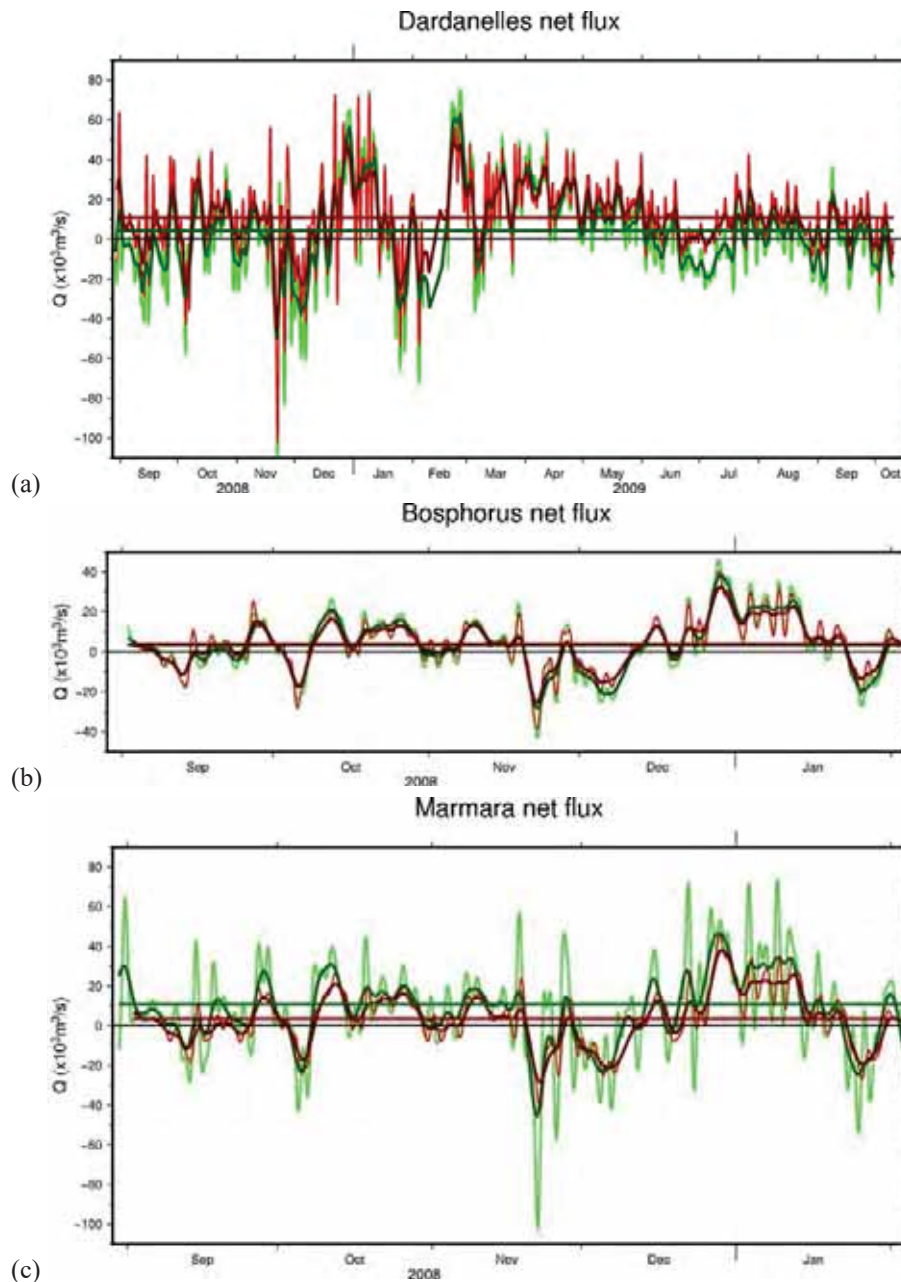 Dardanelles net flux
80
60
40
20
0
-20
-40
-60
-80
-100
Q (x10³m³/s)
Sep Oct Nov Dec Jan Feb Mar Apr May Jun Jul Aug Sep Oct
2008 2009
(a)
Bosphorus net flux
40
20
0
-20
-40
Q (x10³m³/s)
Sep Oct Nov Dec Jan
2008
(b)
Marmara net flux
80
60
40
20
0
-20
-40
-60
-80
-100
Q (x10³m³/s)
Sep Oct Nov Dec Jan
2008
(c)